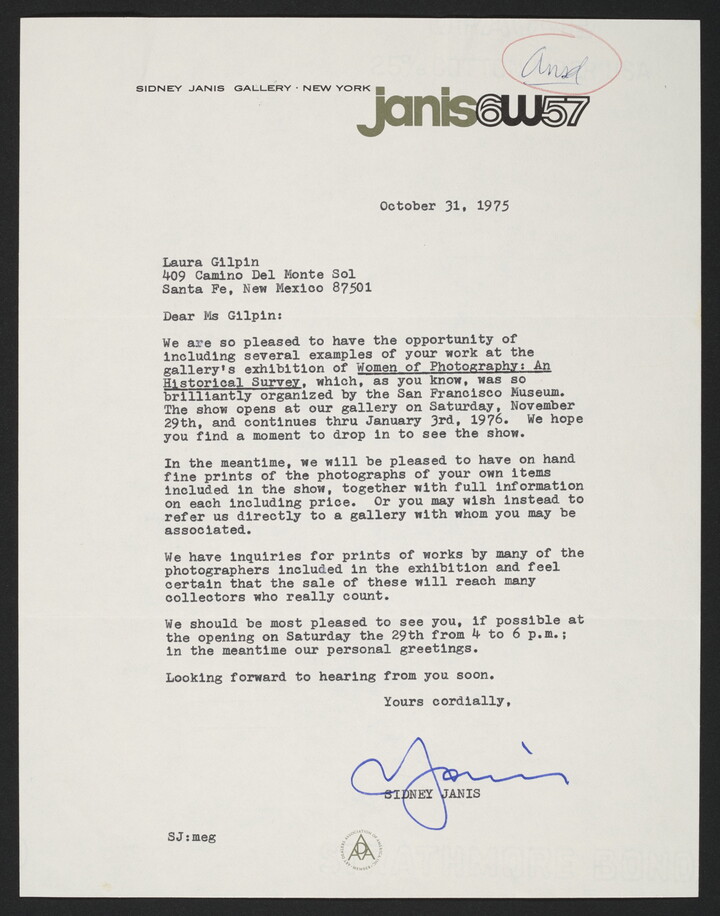 Ansd
SIDNEY JANIS GALLERY · NEW YORK
janis6W57
October 31, 1975
Laura Gilpin
409 Camino Del Monte Sol
Santa Fe, New Mexico 87501
Dear Ms Gilpin:
We are so pleased to have the opportunity of
including several examples of your work at the
gallery's exhibition of Women of Photography: An
Historical Survey, which, as you know, was so
brilliantly organized by the San Francisco Museum.
The show opens at our gallery on Saturday, November
29th, and continues thru January 3rd, 1976.  We hope
you find a moment to drop in to see the show.
In the meantime, we will be pleased to have on hand
fine prints of the photographs of your own items
included in the show, together with full information
on each including price.  Or you may wish instead to
refer us directly to a gallery with whom you may be
associated.
We have inquiries for prints of works by many of the
photographers included in the exhibition and feel
certain that the sale of these will reach many
collectors who really count.
We should be most pleased to see you, if possible at
the opening on Saturday the 29th from 4 to 6 p.m.;
in the meantime our personal greetings.
Looking forward to hearing from you soon.
Yours cordially,
Janis
SIDNEY JANIS
SJ:meg